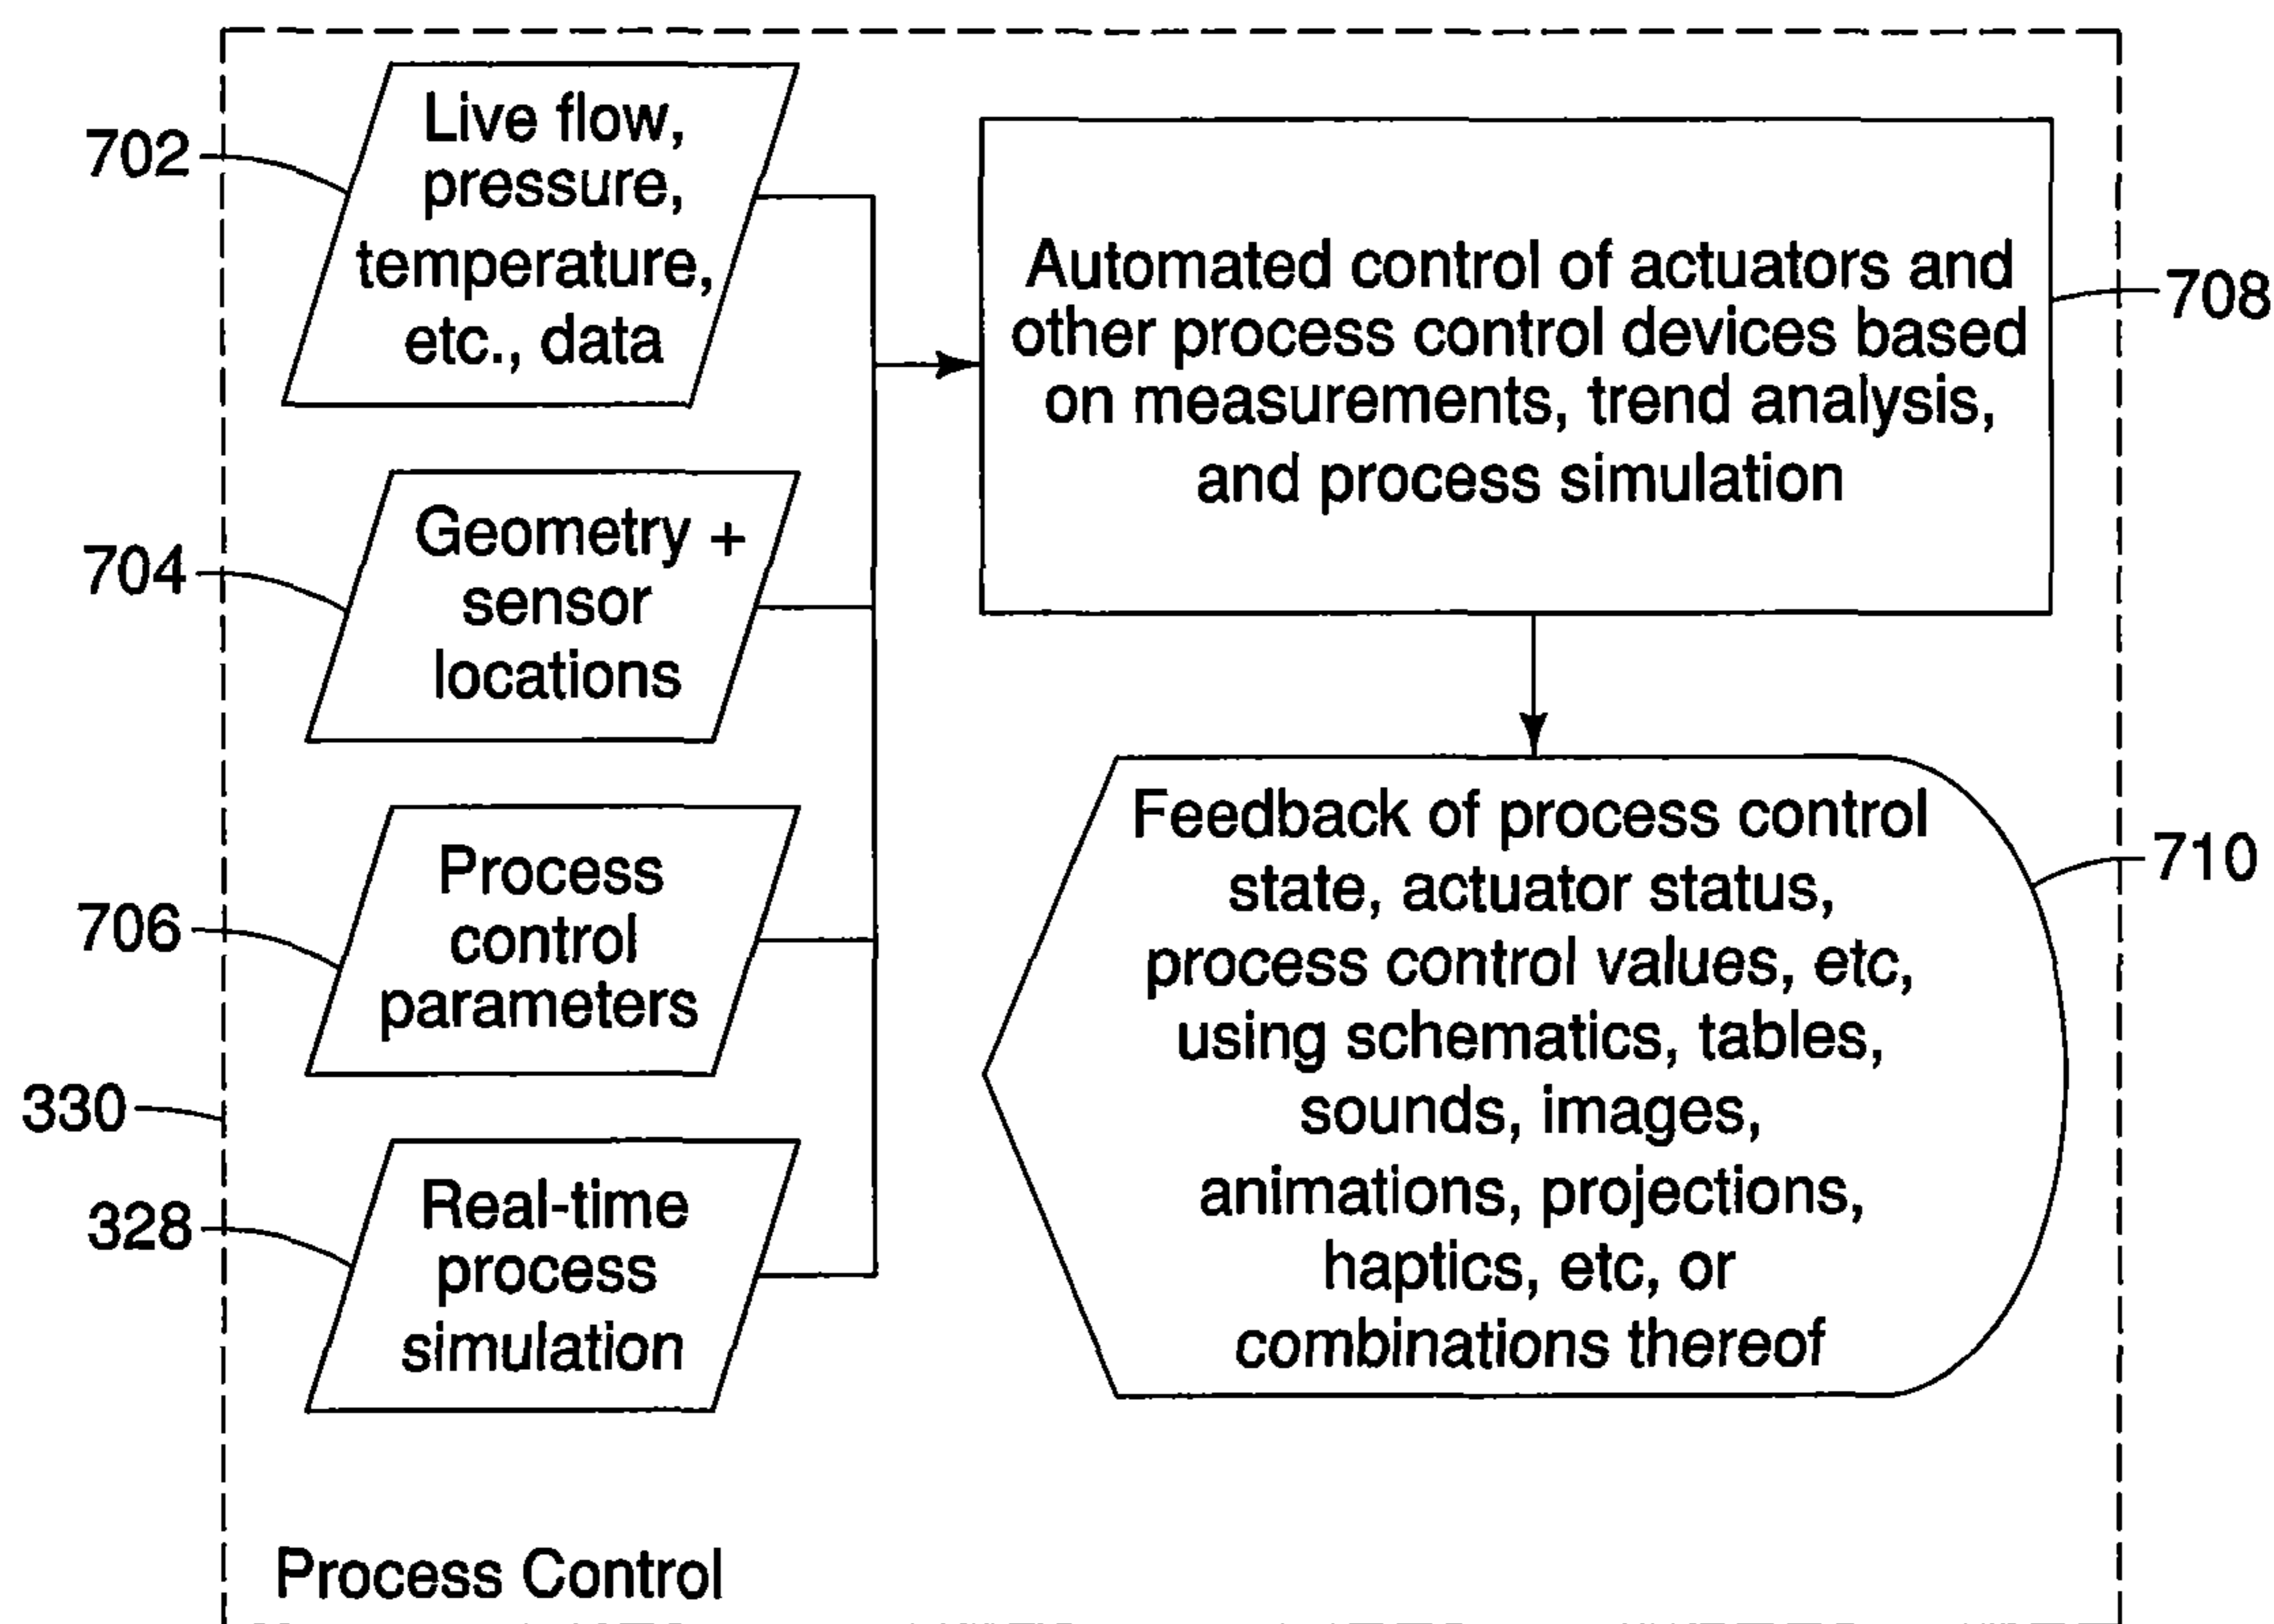 702
Live flow,
pressure,
temperature,
etc., data
704
Geometry +
sensor
locations
706
Process
control
parameters
330
328
Real-time
process
simulation
Automated control of actuators and
other process control devices based
on measurements, trend analysis,
and process simulation
708
Feedback of process control
state, actuator status,
process control values, etc,
using schematics, tables,
sounds, images,
animations, projections,
haptics, etc, or
combinations thereof
710
Process Control